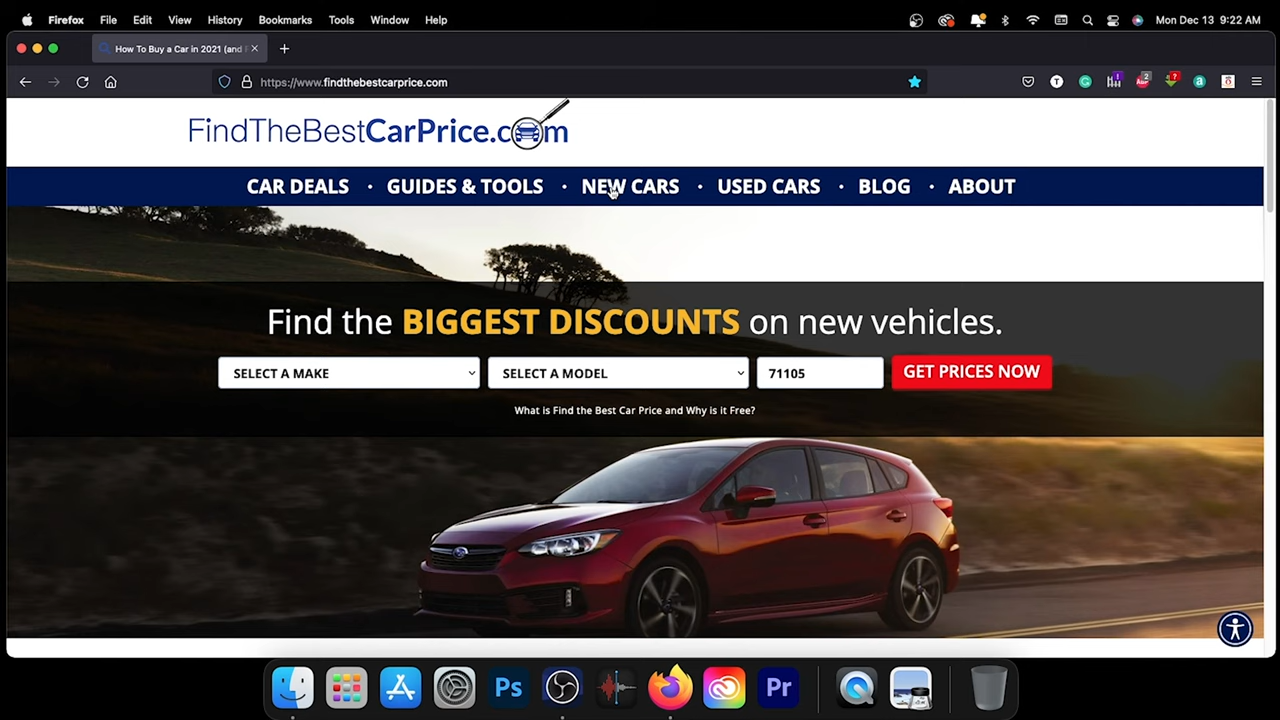 Firefox File Edit View History Bookmarks Tools Window Help Mon Dec 13 9:22 AM
How To Buy a Car in 2021 (and
https://www.findthebestcarprice.com
FindTheBestCarPrice.com
CAR DEALS · GUIDES & TOOLS · NEW CARS · USED CARS · BLOG · ABOUT
Find the BIGGEST DISCOUNTS on new vehicles.
SELECT A MAKE SELECT A MODEL 71105 GET PRICES NOW
What is Find the Best Car Price and Why is it Free?
Ps Pr